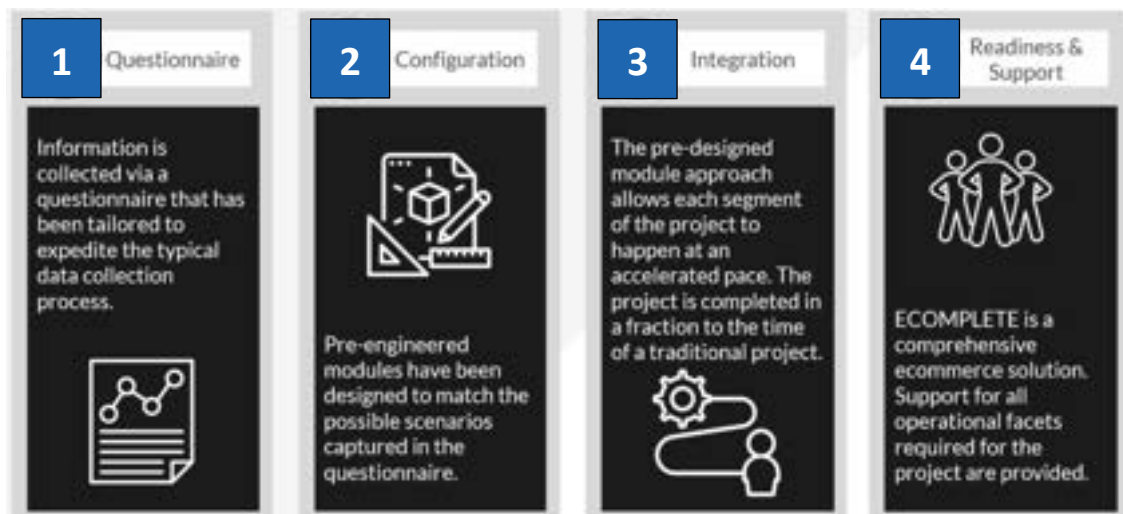 1
Questionnaire
Information is
collected via a
questionnaire that has
been tailored to
expedite the typical
data collection
process.
2
Configuration
Pre-engineered
modules have been
designed to match the
possible scenarios
captured in the
questionnaire.
3
Integration
The pre-designed
module approach
allows each segment
of the project to
happen at an
accelerated pace. The
project is completed in
a fraction to the time
of a traditional project.
4
Readiness &
Support
ECOMPLETE is a
comprehensive
ecommerce solution.
Support for all
operational facets
required for the
project are provided.